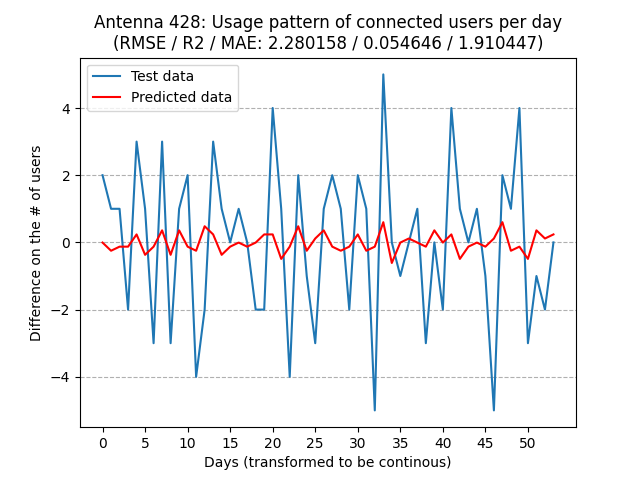 Antenna 428: Usage pattern of connected users per day
(RMSE / R2 / MAE: 2.280158 / 0.054646 / 1.910447)
Test data
Predicted data
Difference on the # of users
4
2
0
−2
−4
0 5 10 15 20 25 30 35 40 45 50
Days (transformed to be continous)